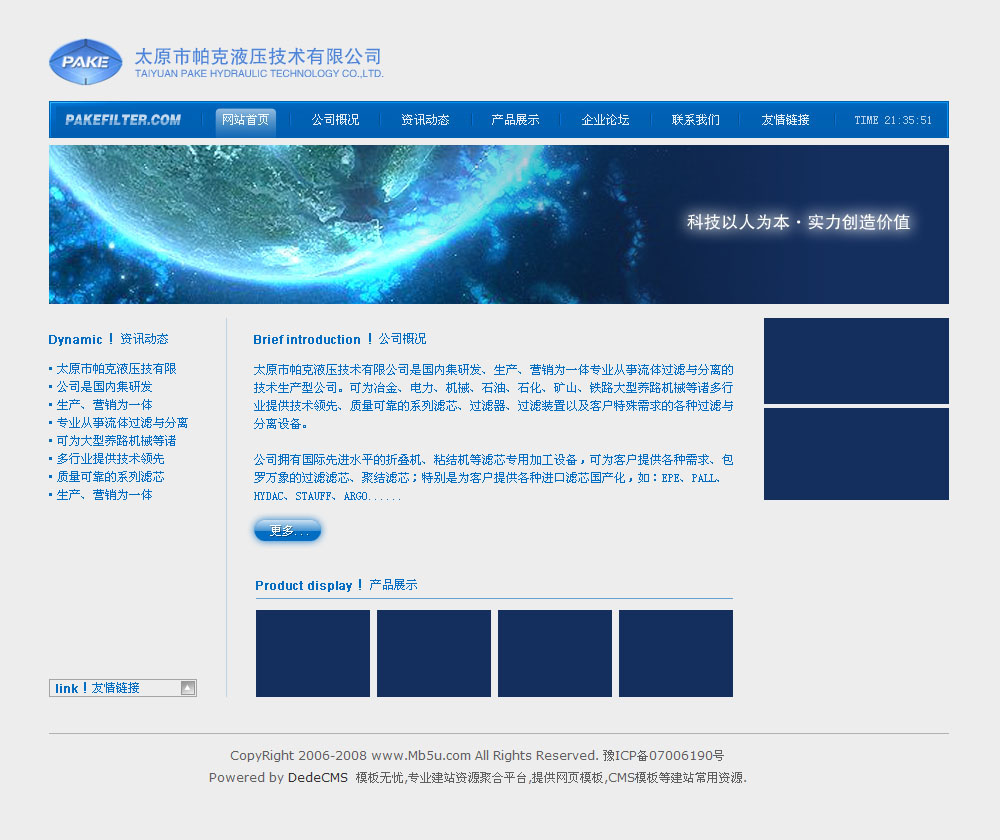 PAKE
太原市帕克液压技术有限公司
TAIYUAN PAKE HYDRAULIC TECHNOLOGY CO.,LTD.
PAKEFILTER.COM 网站首页 公司概况 资讯动态 产品展示 企业论坛 联系我们 友情链接 TIME 21:35:51
科技以人为本·实力创造价值
Dynamic！资讯动态
太原市帕克液压技有限
公司是国内集研发
生产、营销为一体
专业从事流体过滤与分离
可为大型养路机械等诸
多行业提供技术领先
质量可靠的系列滤芯
生产、营销为一体
link！友情链接
Brief introduction！公司概况
太原市帕克液压技术有限公司是国内集研发、生产、营销为一体专业从事流体过滤与分离的
技术生产型公司。可为冶金、电力、机械、石油、石化、矿山、铁路大型养路机械等诸多行
业提供技术领先、质量可靠的系列滤芯、过滤器、过滤装置以及客户特殊需求的各种过滤与
分离设备。
公司拥有国际先进水平的折叠机、粘结机等滤芯专用加工设备，可为客户提供各种需求、包
罗万象的过滤滤芯、聚结滤芯；特别是为客户提供各种进口滤芯国产化，如：EPE、PALL、
HYDAC、STAUFF、ARGO......
更多...
Product display！产品展示
CopyRight 2006-2008 www.Mb5u.com All Rights Reserved. 豫ICP备07006190号
Powered by DedeCMS 模板无忧,专业建站资源聚合平台,提供网页模板,CMS模板等建站常用资源.